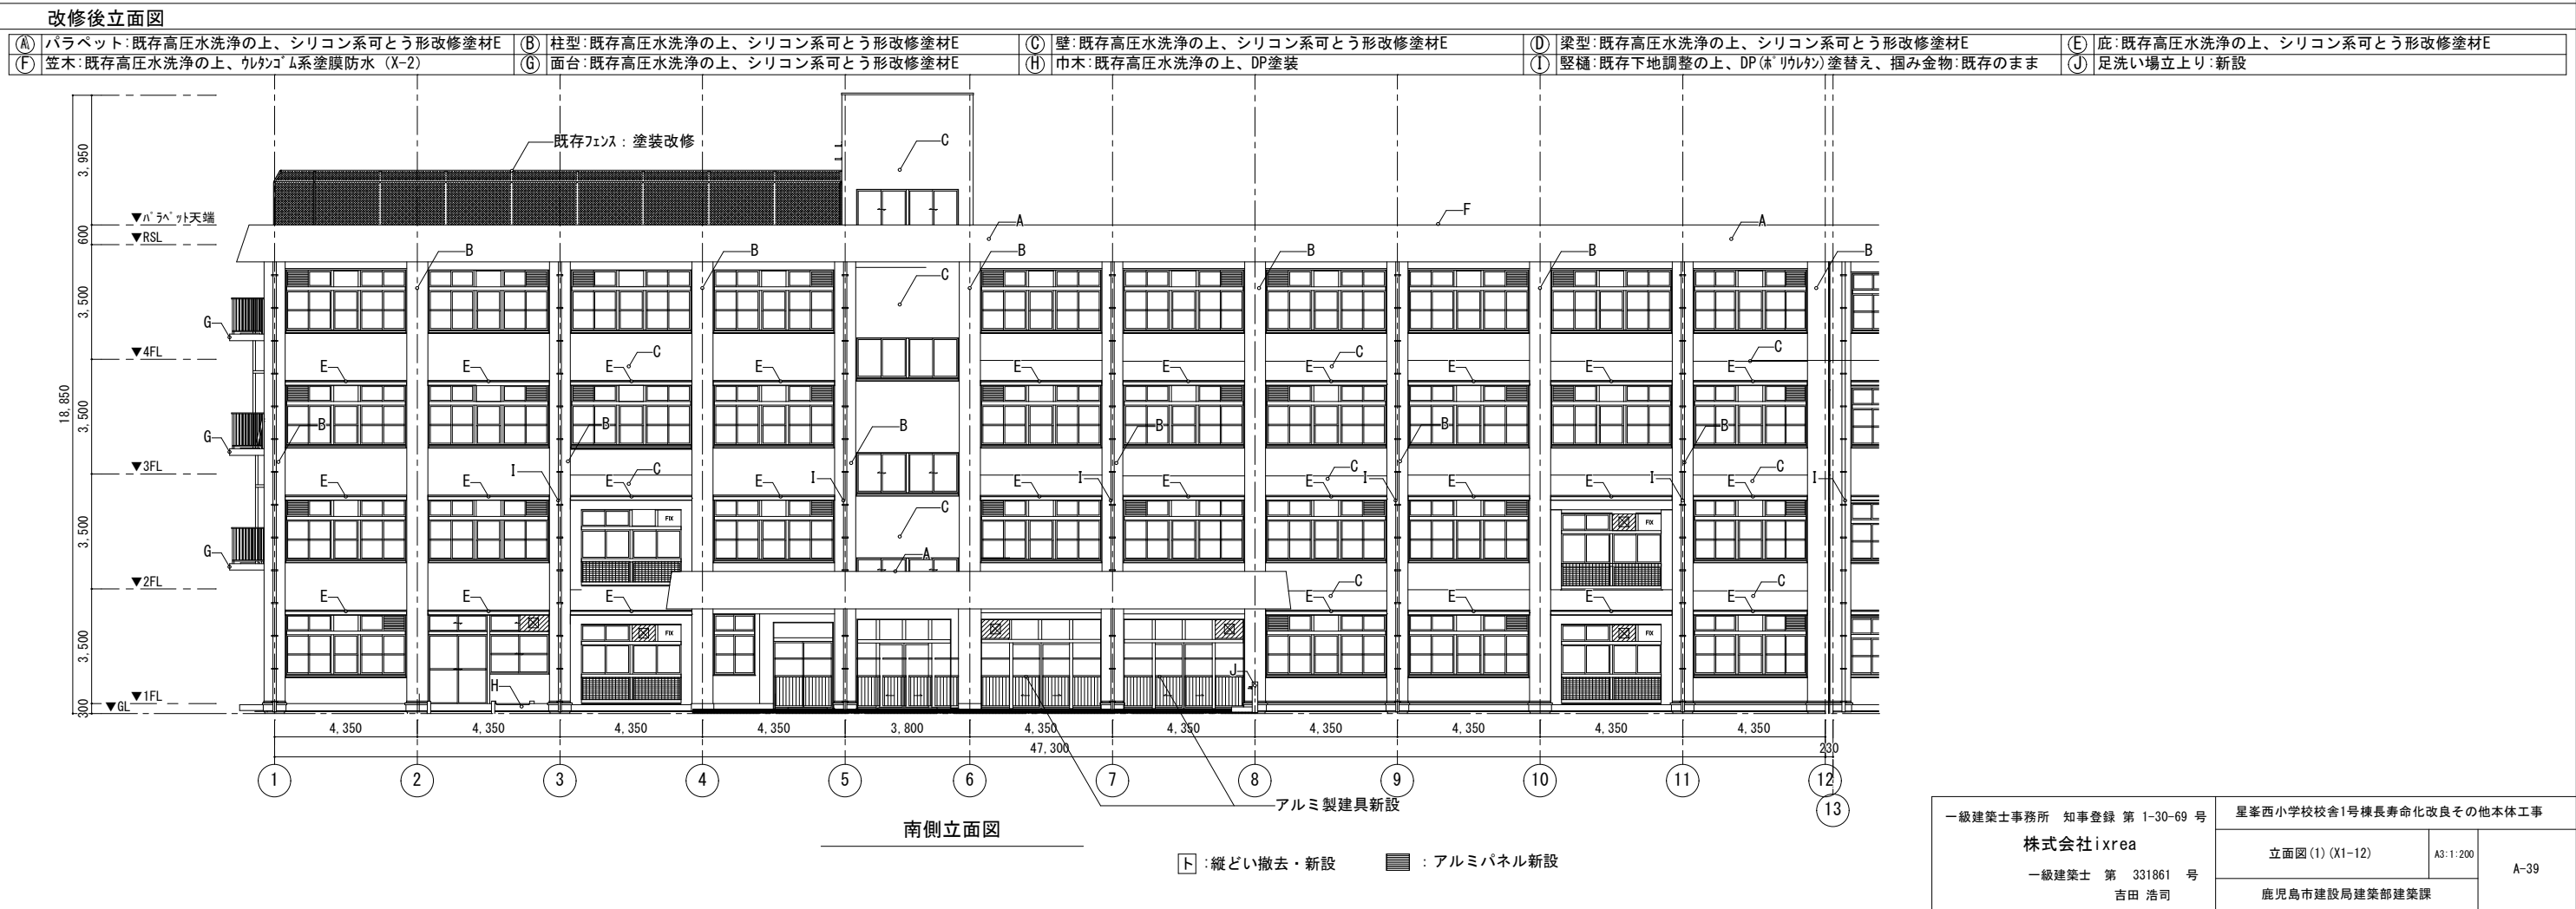 改修後立面図
A パラペット:既存高圧水洗浄の上、シリコン系可とう形改修塗材E
B 柱型:既存高圧水洗浄の上、シリコン系可とう形改修塗材E
C 壁:既存高圧水洗浄の上、シリコン系可とう形改修塗材E
D 梁型:既存高圧水洗浄の上、シリコン系可とう形改修塗材E
E 庇:既存高圧水洗浄の上、シリコン系可とう形改修塗材E
F 笠木:既存高圧水洗浄の上、ｳﾚﾀﾝｺﾞﾑ系塗膜防水 (X-2)
G 面台:既存高圧水洗浄の上、シリコン系可とう形改修塗材E
H 巾木:既存高圧水洗浄の上、DP塗装
I 竪樋:既存下地調整の上、DP(ﾎﾟﾘｳﾚﾀﾝ)塗替え、掴み金物:既存のまま
J 足洗い場立上り:新設
既存ﾌｪﾝｽ : 塗装改修
C
3,950
▼ﾊﾟﾗﾍﾟｯﾄ天端
A F A
600
▼RSL
B B B B B B
C
3,500
G
▼4FL
C C C
E E E E E E E E E E
18,850
3,500
B B B B B B
G
▼3FL
I C I I C I I C I
E E E E E E E E E E
3,500
C
FIX FIX
G
A
▼2FL
C C
E E E E E E E
3,500
FIX FIX
J
H
▼1FL
300
▼GL
4,350 4,350 4,350 4,350 3,800 4,350 4,350 4,350 4,350 4,350 4,350
47,300 230
1 2 3 4 5 6 7 8 9 10 11 12
13
アルミ製建具新設
南側立面図
ト :縦どい撤去・新設
: アルミパネル新設
一級建築士事務所 知事登録 第 1-30-69 号
株式会社ixrea
一級建築士 第 331861 号
吉田 浩司
星峯西小学校校舎1号棟長寿命化改良その他本体工事
立面図(1)(X1-12)
A3:1:200
A-39
鹿児島市建設局建築部建築課